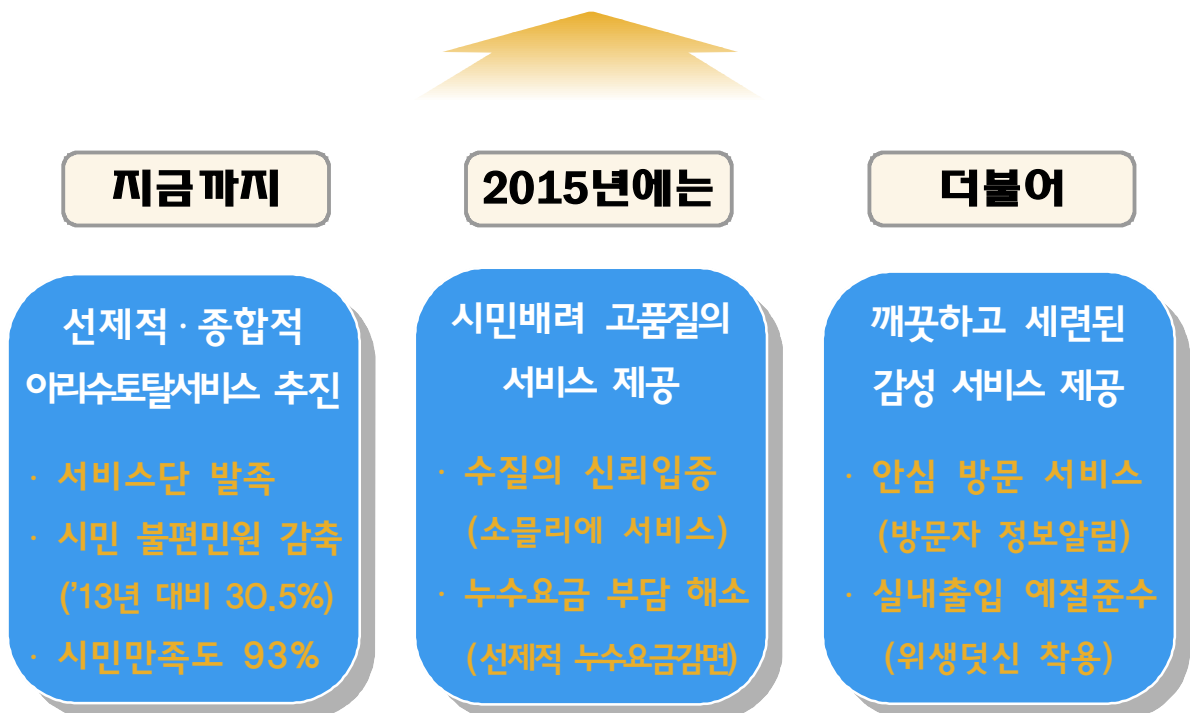 지금까지
선제적·종합적
아리수토탈서비스 추진
· 서비스단 발족
· 시민 불편민원 감축
('13년 대비 30.5%)
· 시민만족도 93%
2015년에는
시민배려 고품질의
서비스 제공
· 수질의 신뢰입증
(소믈리에 서비스)
· 누수요금 부담 해소
(선제적 누수요금감면)
더불어
깨끗하고 세련된
감성 서비스 제공
· 안심 방문 서비스
(방문자 정보알림)
· 실내출입 예절준수
(위생덧신 착용)